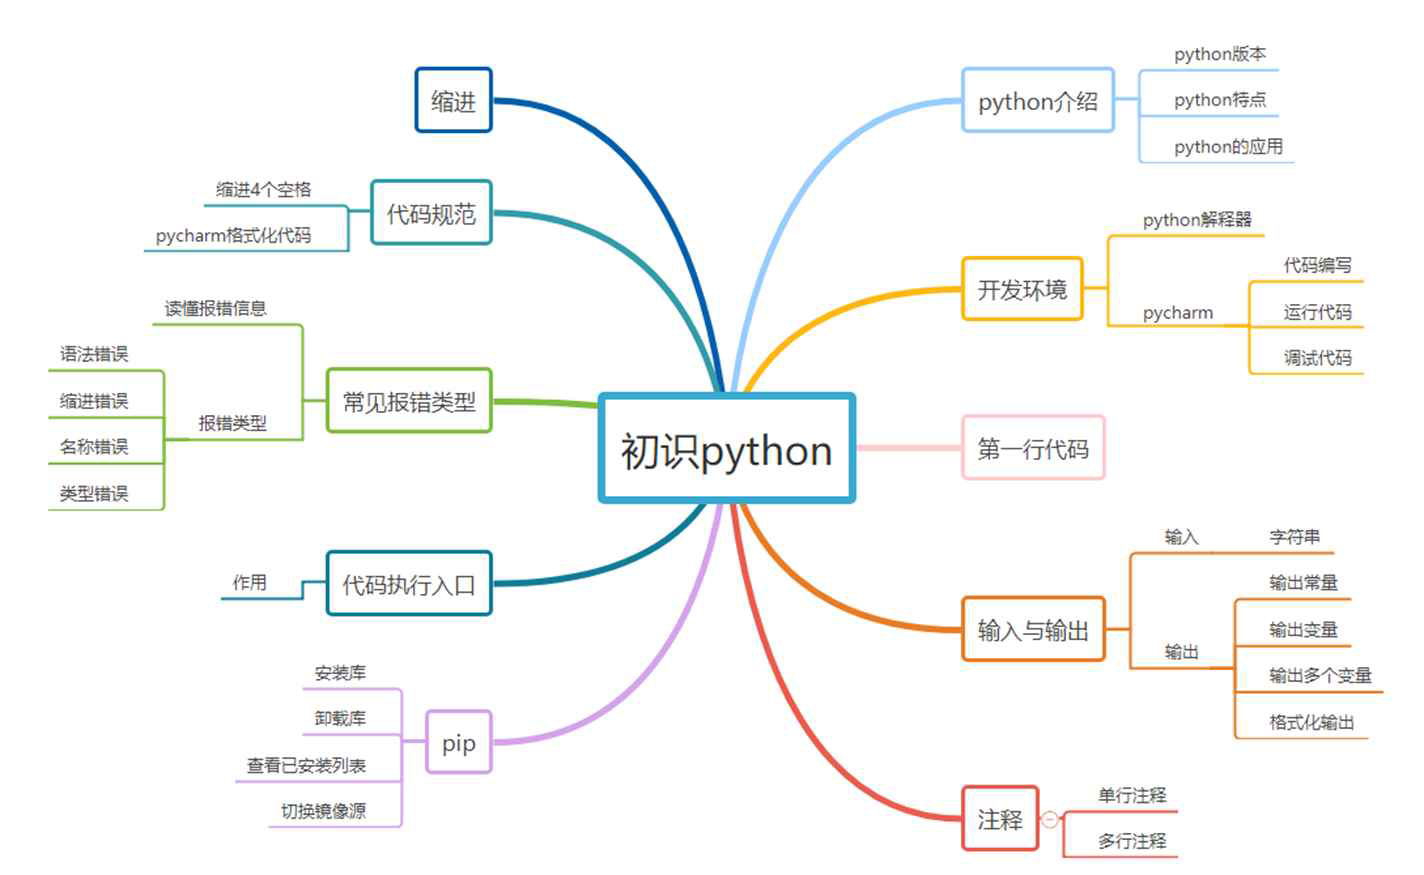 初识python
python介绍
python版本
python特点
python的应用
开发环境
python解释器
pycharm
代码编写
运行代码
调试代码
第一行代码
输入与输出
输入
字符串
输出
输出常量
输出变量
输出多个变量
格式化输出
注释
单行注释
多行注释
缩进
代码规范
缩进4个空格
pycharm格式化代码
常见报错类型
读懂报错信息
报错类型
语法错误
缩进错误
名称错误
类型错误
代码执行入口
作用
pip
安装库
卸载库
查看已安装列表
切换镜像源